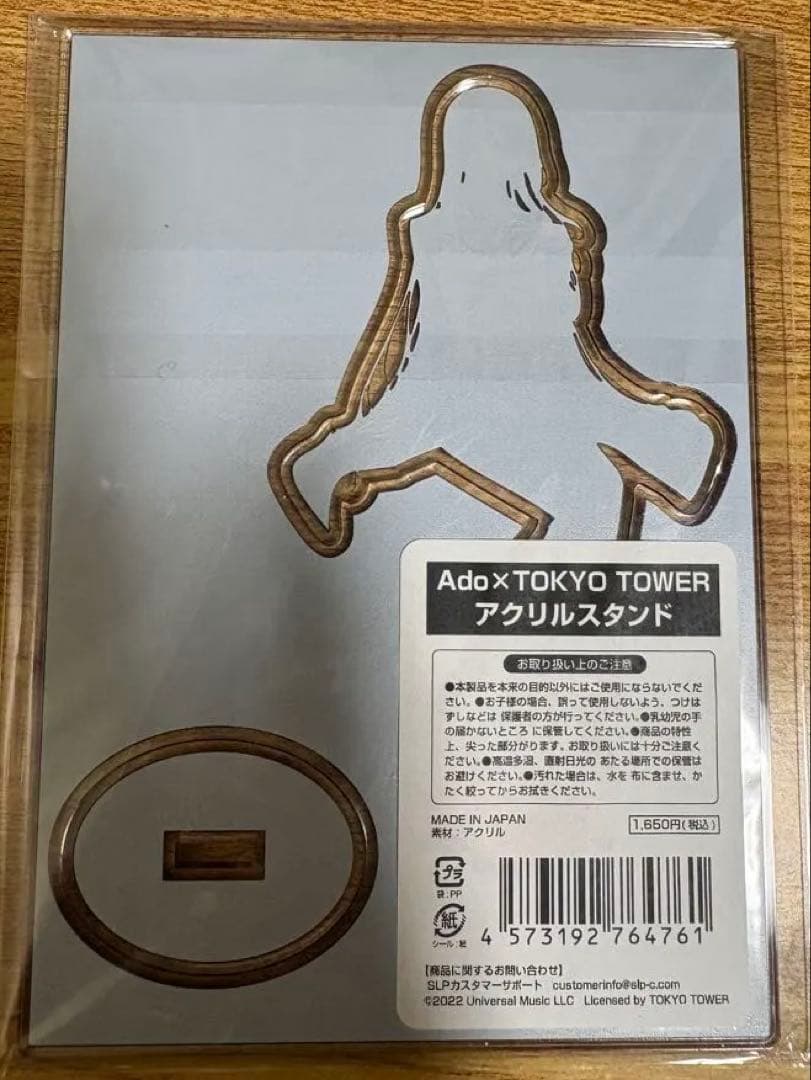 Ado×TOKYO TOWER
アクリルスタンド
お取り扱い上のご注意
●本製品を本来の目的以外にはご使用にならないでくだ
さい。●お子様の場合、誤って使用しないよう、つけは
ずしなどは 保護者の方が行ってください。●乳幼児の手
の届かないところ に保管してください。●商品の特性
上、尖った部分がります。お取り扱いには十分ご注意く
ださい。●高温多湿、直射日光の あたる場所での保管は
お避けください。●汚れた場合は、水を 布に含ませ、か
たく絞ってからお拭きください。
MADE IN JAPAN
素材：アクリル
1,650円(税込)
プラ
袋：PP
紙
シール：紙
4 573192 764761
【商品に関するお問い合わせ】
SLPカスタマーサポート customerinfo@slp-c.com
©2022 Universal Music LLC Licensed by TOKYO TOWER